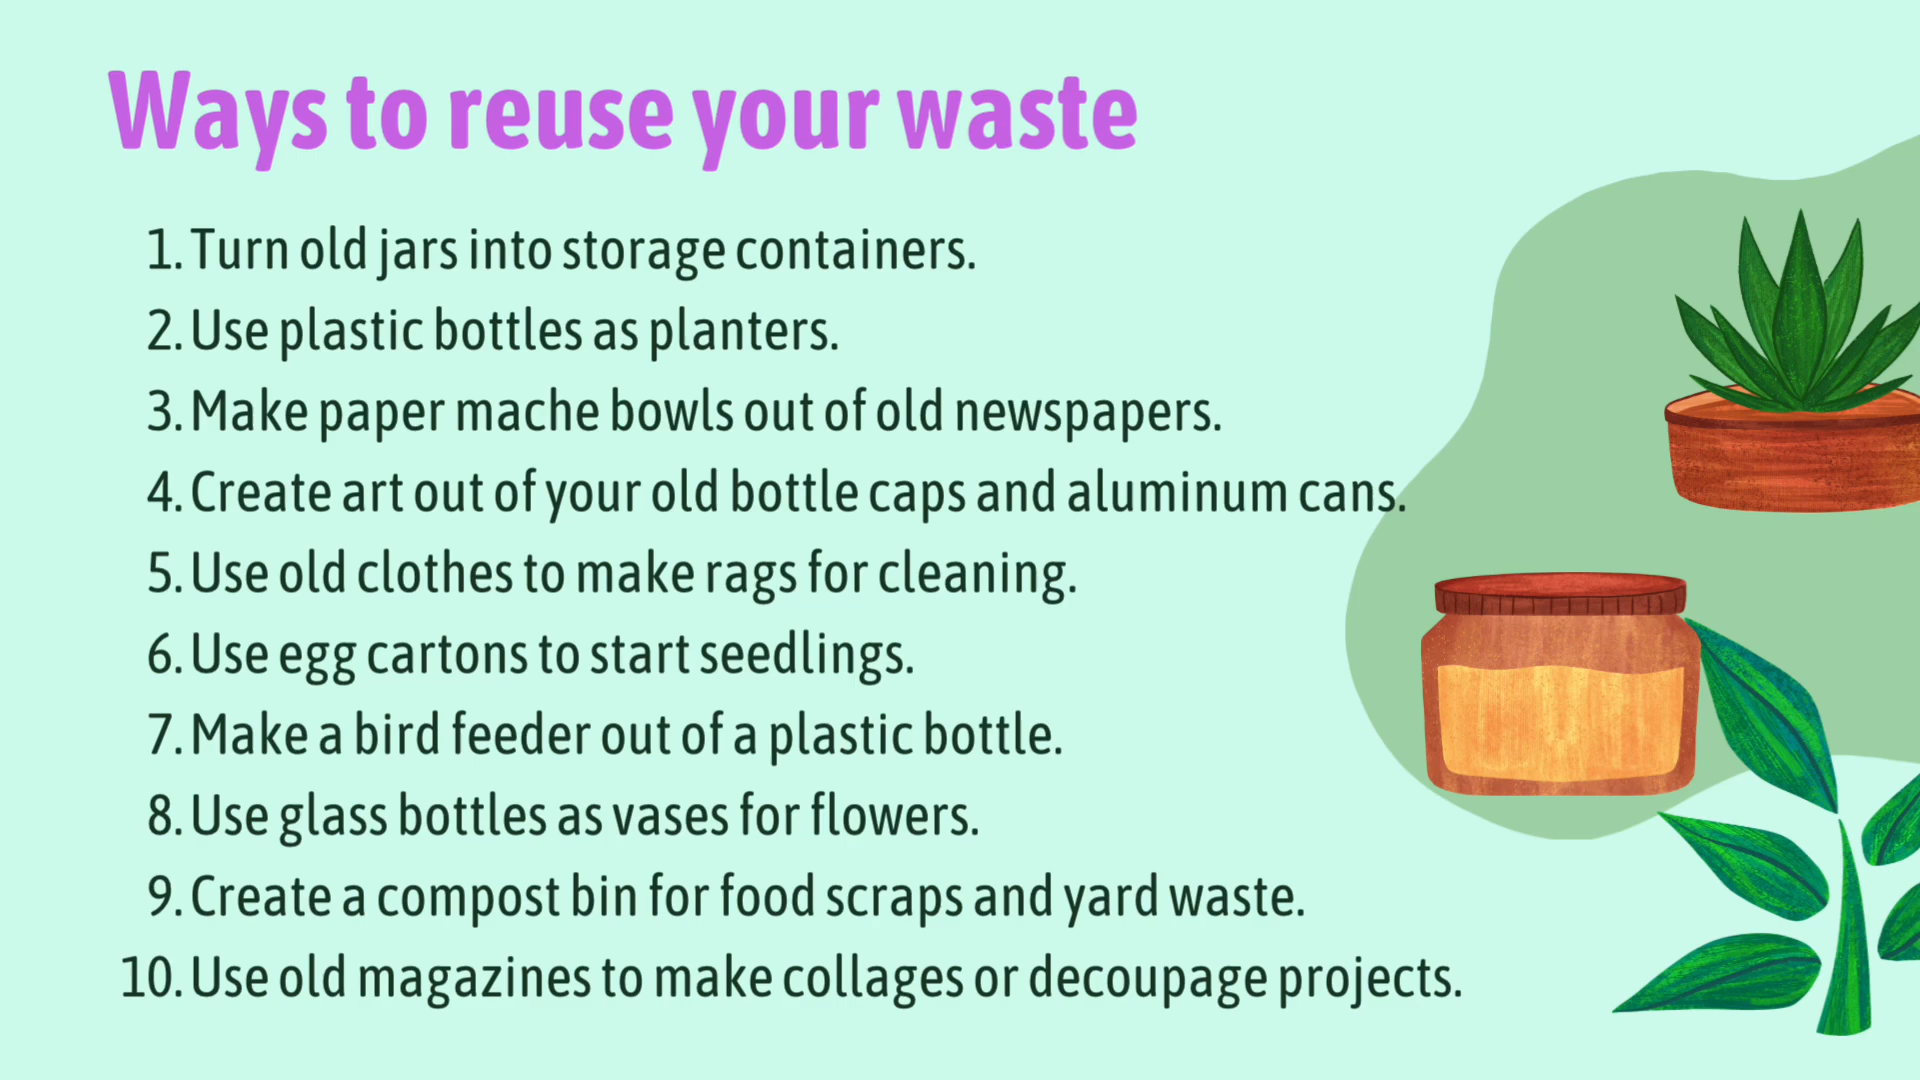 Ways to reuse your waste
1. Turn old jars into storage containers.
2. Use plastic bottles as planters.
3. Make paper mache bowls out of old newspapers.
4. Create art out of your old bottle caps and aluminum cans.
5. Use old clothes to make rags for cleaning.
6. Use egg cartons to start seedlings.
7. Make a bird feeder out of a plastic bottle.
8. Use glass bottles as vases for flowers.
9. Create a compost bin for food scraps and yard waste.
10. Use old magazines to make collages or decoupage projects.